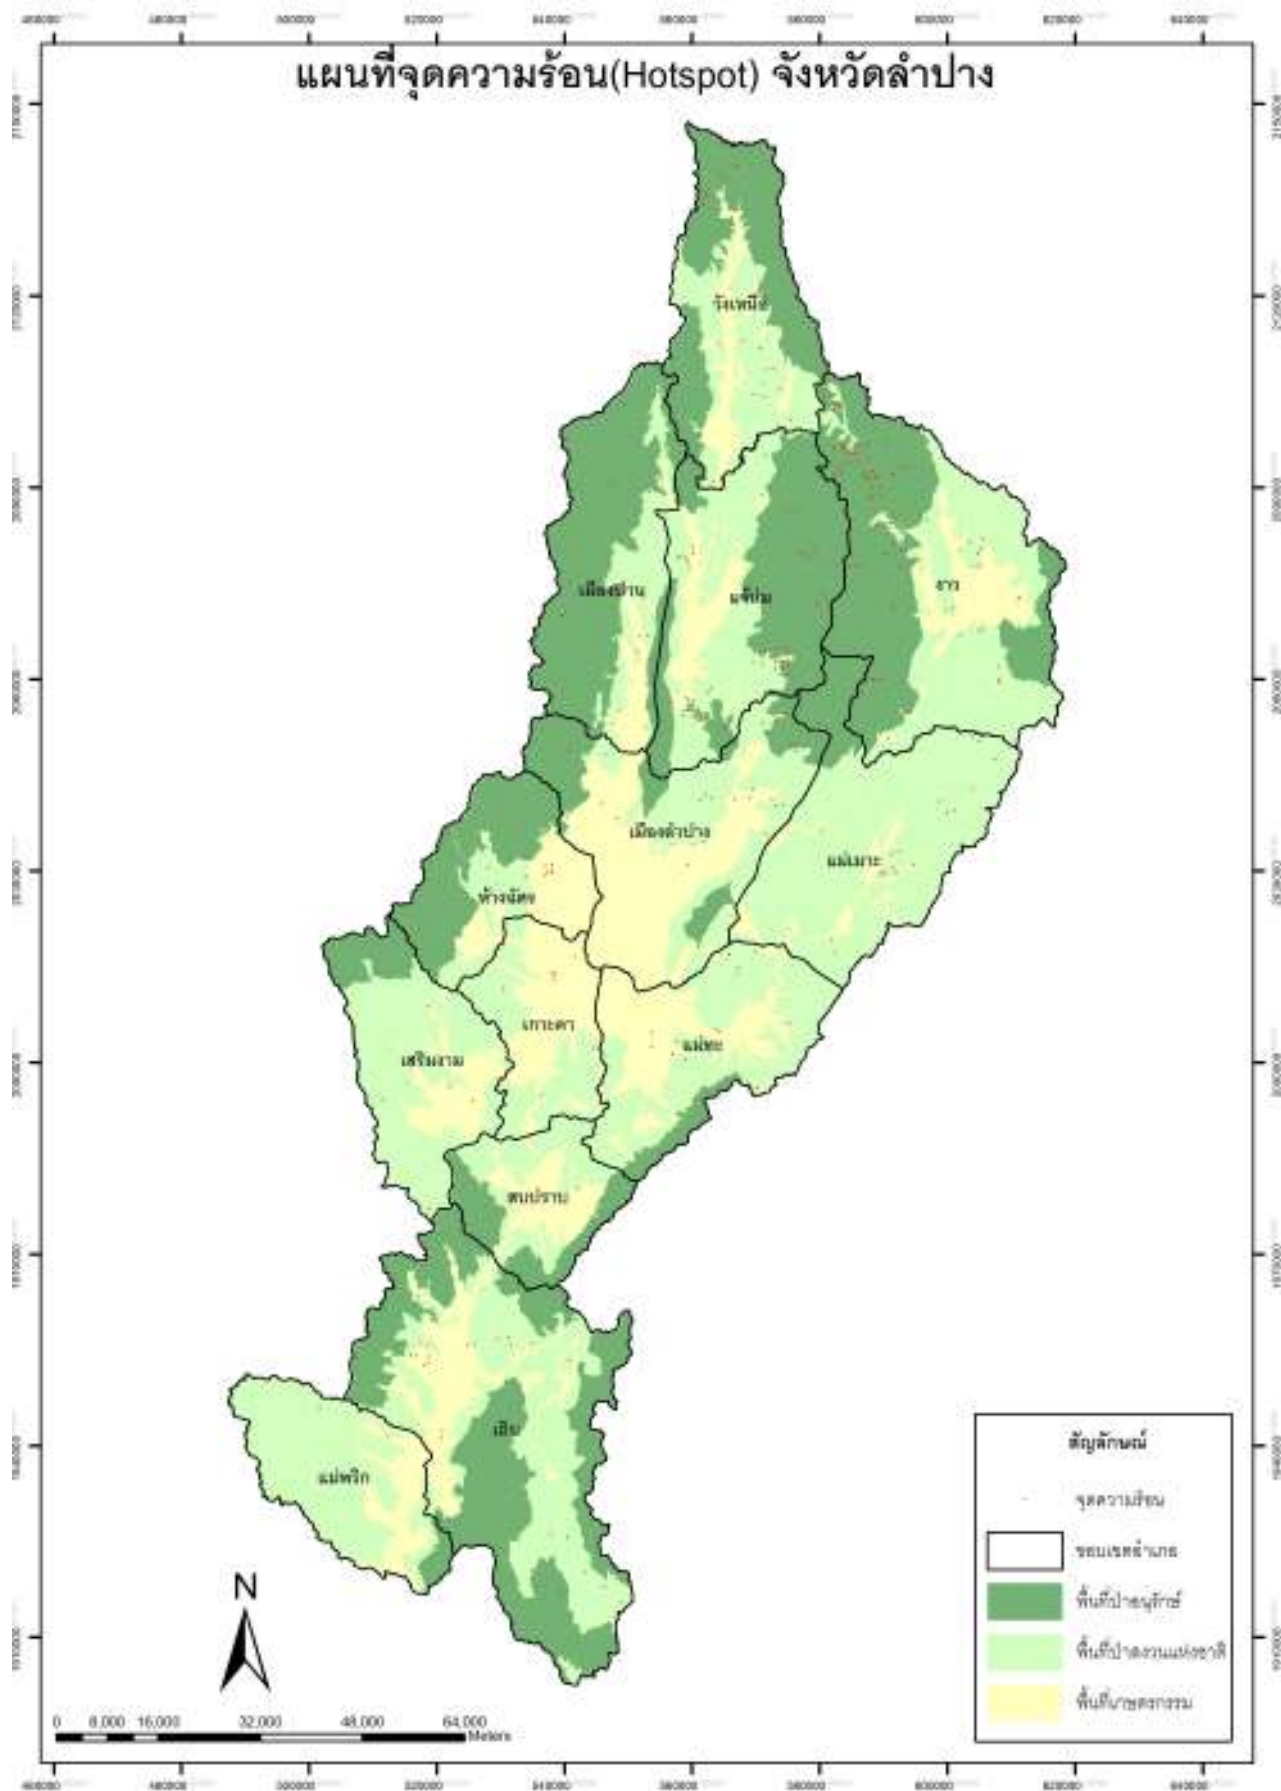 แผนที่จุดความร้อน(Hotspot) จังหวัดลำปาง
วังเหนือ
เมืองปาน
แจ้ห่ม
งาว
เมืองลำปาง
แม่เมาะ
ห้างฉัตร
เกาะคา
เสริมงาม
แม่ทะ
สบปราบ
เถิน
แม่พริก
สัญลักษณ์
จุดความร้อน
ขอบเขตอำเภอ
พื้นที่ป่าอนุรักษ์
พื้นที่ป่าสงวนแห่งชาติ
พื้นที่เกษตรกรรม
N
0 8,000 16,000 32,000 48,000 64,000
Meters